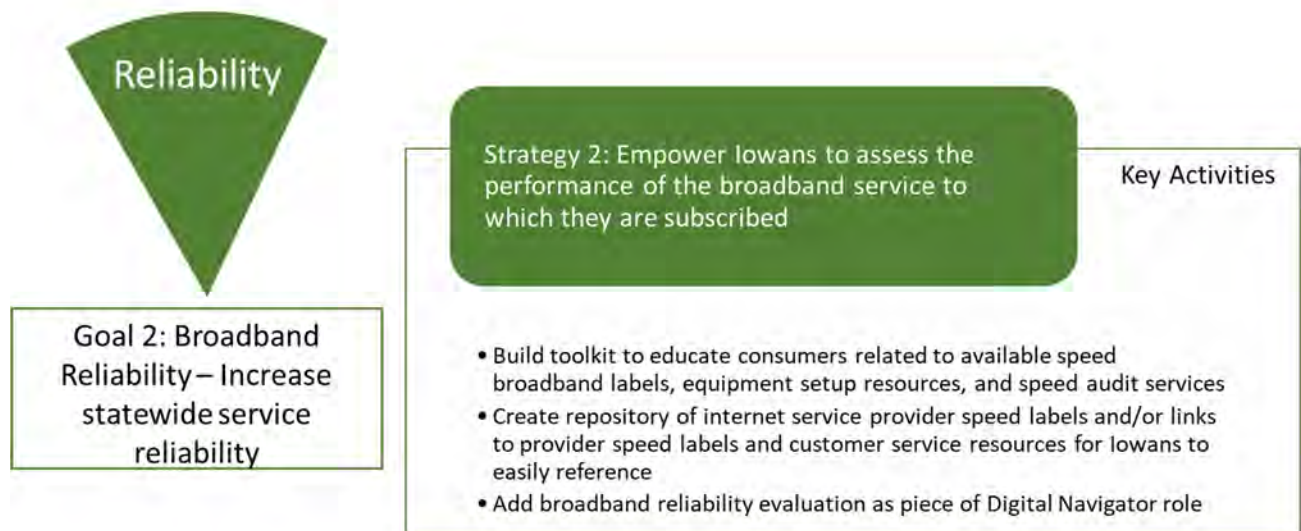 Reliability
Goal 2: Broadband
Reliability – Increase
statewide service
reliability
Strategy 2: Empower Iowans to assess the
performance of the broadband service to
which they are subscribed
Key Activities
• Build toolkit to educate consumers related to available speed
broadband labels, equipment setup resources, and speed audit services
• Create repository of internet service provider speed labels and/or links
to provider speed labels and customer service resources for Iowans to
easily reference
• Add broadband reliability evaluation as piece of Digital Navigator role